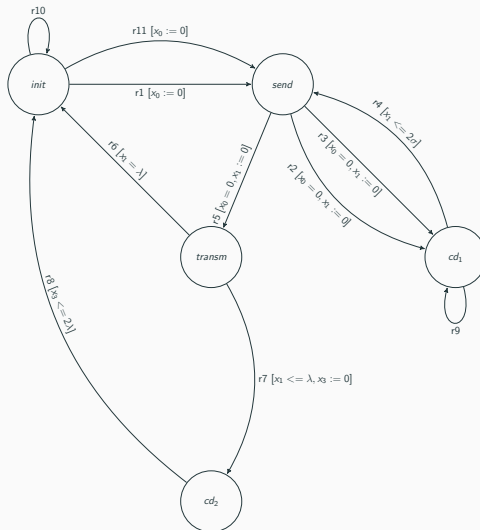 r10
r11 [x₀ := 0]
init
r1 [x₀ := 0]
send
r4 [x₁ <= 2σ]
r6 [x₁ = λ]
r5 [x₀ = 0, x₁ := 0]
r3 [x₀ = 0, x₁ := 0]
r2 [x₀ = 0, x₁ := 0]
transm
cd₁
r8 [x₃ <= 2λ]
r9
r7 [x₁ <= λ, x₃ := 0]
cd₂